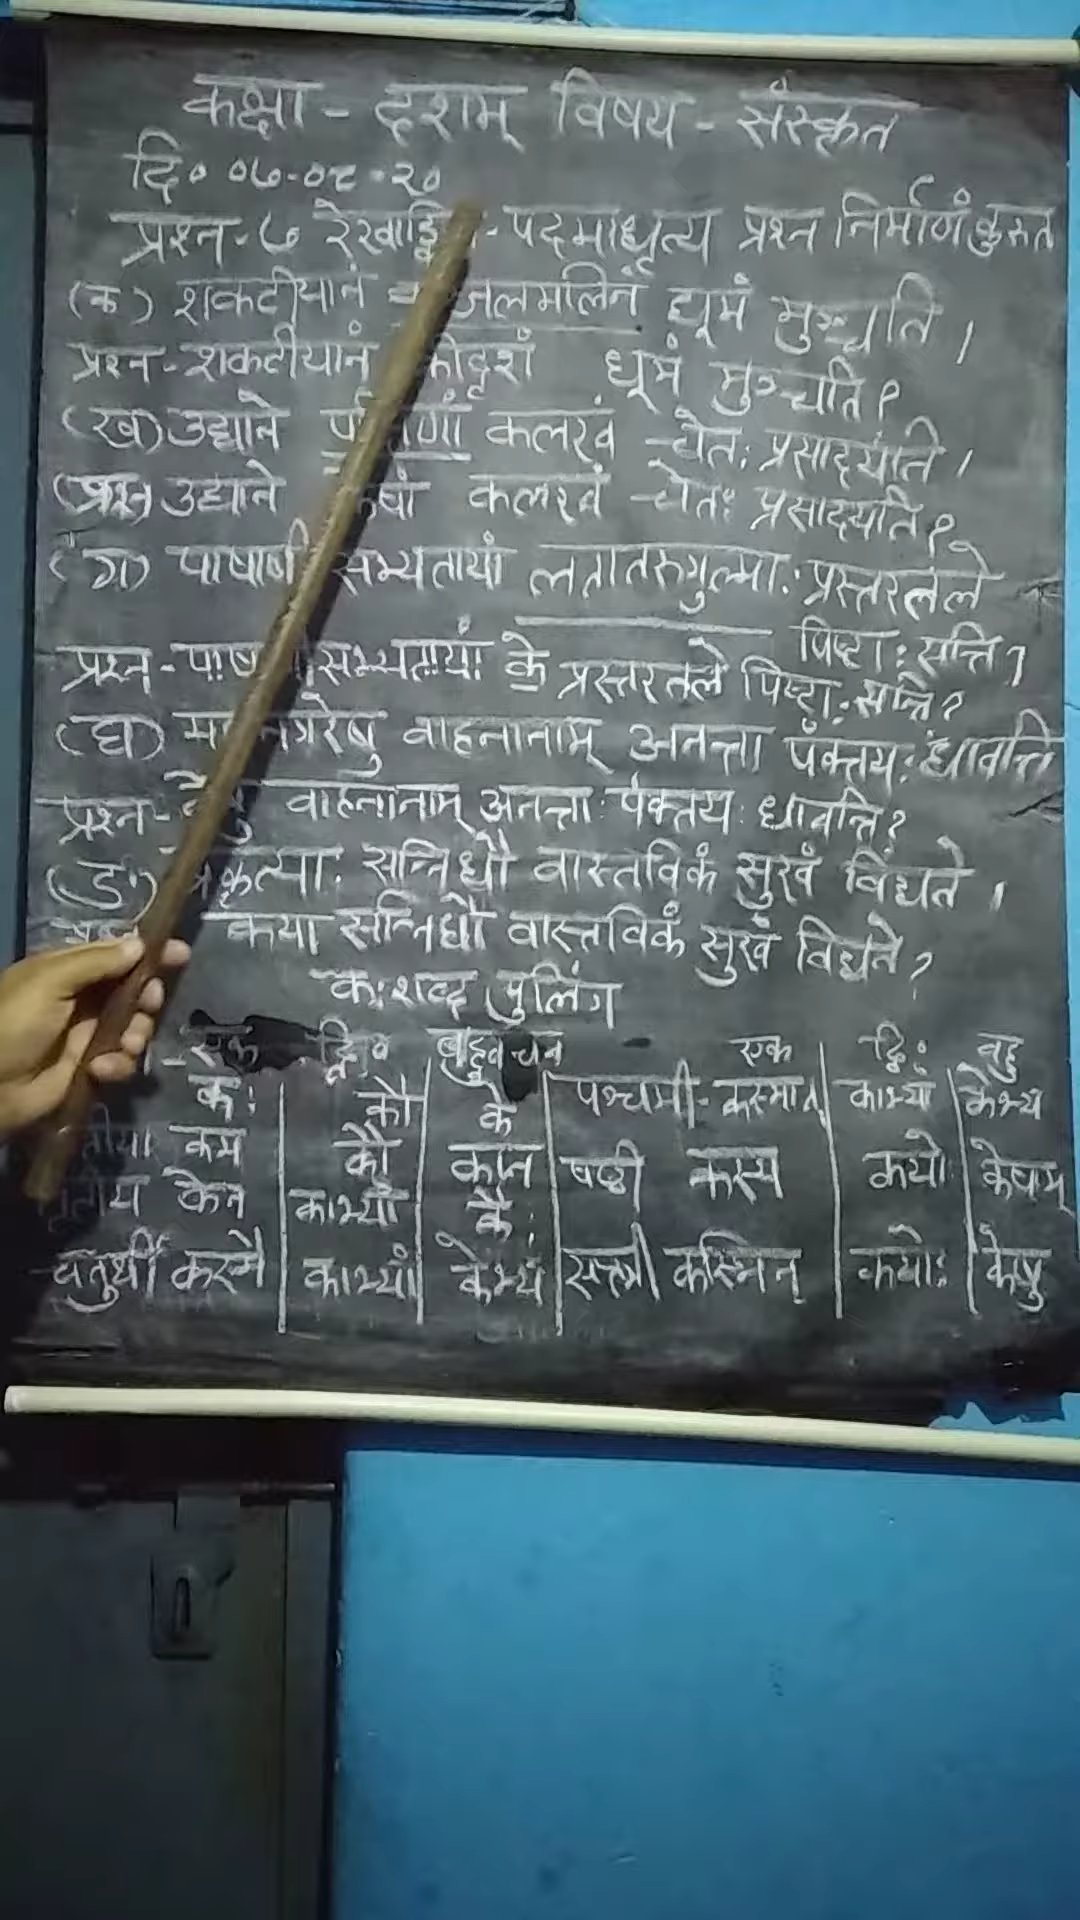 कक्षा - दशम् विषय - संस्कृत
दि० ०७-०८-२०
प्रश्न-७ - पदमाधृत्य प्रश्न निर्माणं कुरुत
(क) शकटीयानं जलमलिनं धूमं मुञ्चति ।
प्रश्न-शकटीयानं कीदृशं धूमं मुञ्चति?
(ख) उद्याने कलरवं चेतः प्रसादयति ।
(प्रश्न) उद्याने केषां कलरवं चेतः प्रसादयति?
(ग) पाषाणी सभ्यतायां लतातरुगुल्माः प्रस्तरतले
पिष्टाः सन्ति ।
प्रश्न- सभ्यतायां के प्रस्तरतले पिष्टाः सन्ति?
(घ) वाहनानाम् अनन्ता पंक्तयः धावन्ति
प्रश्न- वाहनानाम् अनन्ताः पंक्तयः धावन्ति?
(ङ) सन्निधौ वास्तविकं सुखं विद्यते ।
कया सन्निधौ वास्तविकं सुखं विद्यते?
कः शब्द पुलिंग
- एक द्वि० बहुवचन - एक द्वि० बहु
कः | कौ | के | पञ्चमी - कस्मात् | काभ्यां | केभ्य
कम | कौ | कान | षष्ठी कस्य कयो केषाम्
केन काभ्यां कैः
चतुर्थी कस्मै | काभ्यां | केभ्यं | सप्तमी कस्मिन् | कयोः | केषु